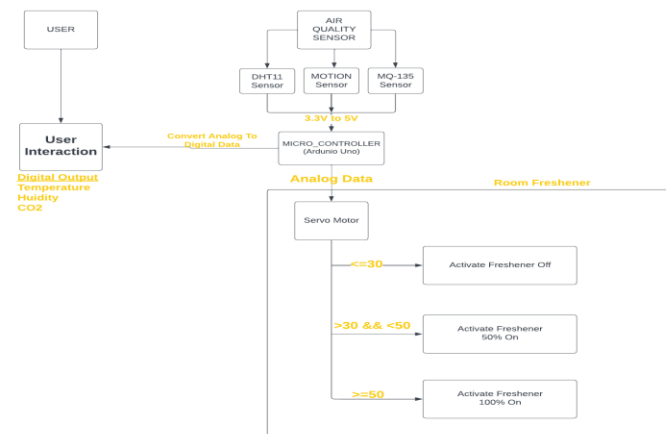 USER
AIR
QUALITY
SENSOR
DHT11
Sensor
MOTION
Sensor
MQ-135
Sensor
3.3V to 5V
User
Interaction
Convert Analog To
Digital Data
MICRO_CONTROLLER
(Ardunio Uno)
Digital Output
Temperature
Huidity
CO2
Analog Data
Room Freshener
Servo Motor
<=30
Activate Freshener Off
>30 && <50
Activate Freshener
50% On
>=50
Activate Freshener
100% On